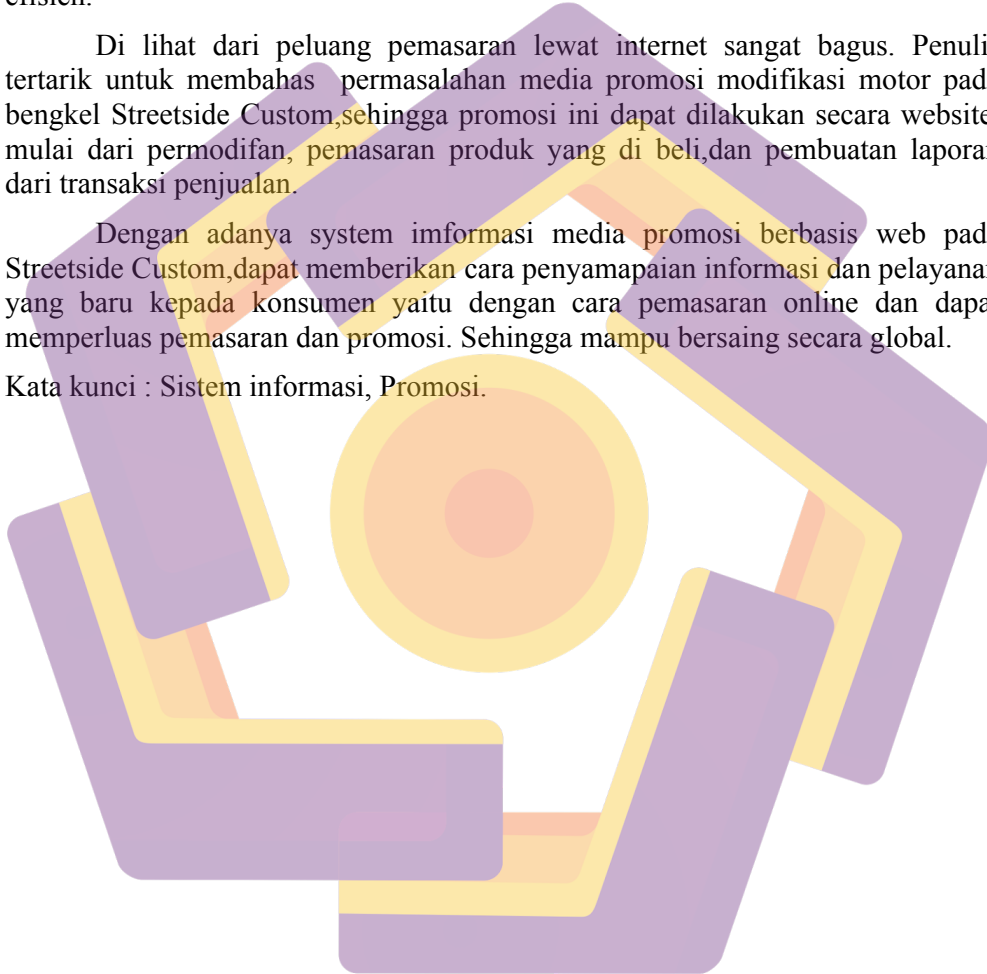 efisien.
Di lihat dari peluang pemasaran lewat internet sangat bagus. Penuli
tertarik untuk membahas permasalahan media promosi modifikasi motor pad
bengkel Streetside Custom,sehingga promosi ini dapat dilakukan secara website
mulai dari permodifan, pemasaran produk yang di beli,dan pembuatan lapora
dari transaksi penjualan.
Dengan adanya system imformasi media promosi berbasis web pad
Streetside Custom,dapat memberikan cara penyamapaian informasi dan pelayana
yang baru kepada konsumen yaitu dengan cara pemasaran online dan dapa
memperluas pemasaran dan promosi. Sehingga mampu bersaing secara global.
Kata kunci : Sistem informasi, Promosi.